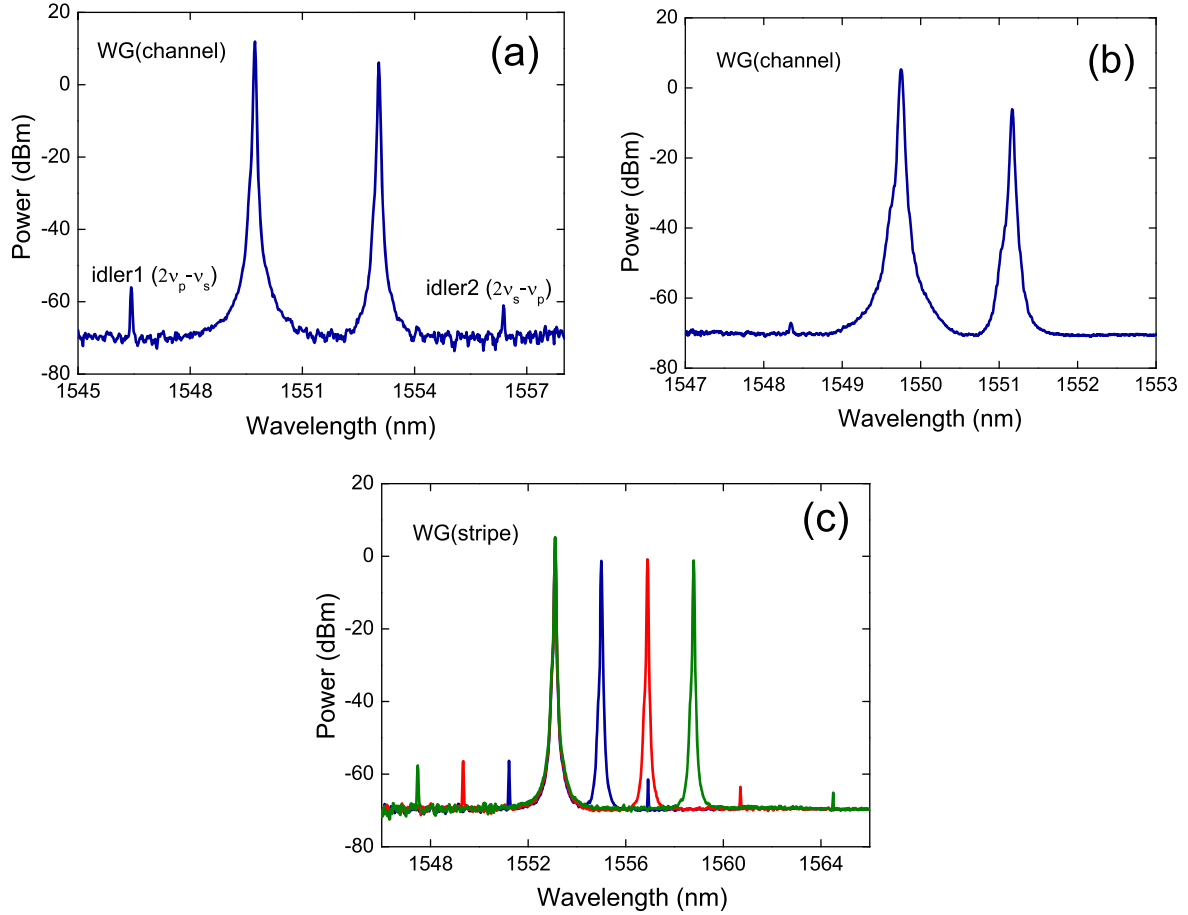 (a)
WG(channel)
idler1 (2νp-νs)
idler2 (2νs-νp)
Power (dBm)
20
0
-20
-40
-60
-80
1545 1548 1551 1554 1557
Wavelength (nm)
(b)
WG(channel)
Power (dBm)
20
0
-20
-40
-60
-80
1547 1548 1549 1550 1551 1552 1553
Wavelength (nm)
(c)
WG(stripe)
Power (dBm)
20
0
-20
-40
-60
-80
1548 1552 1556 1560 1564
Wavelength (nm)